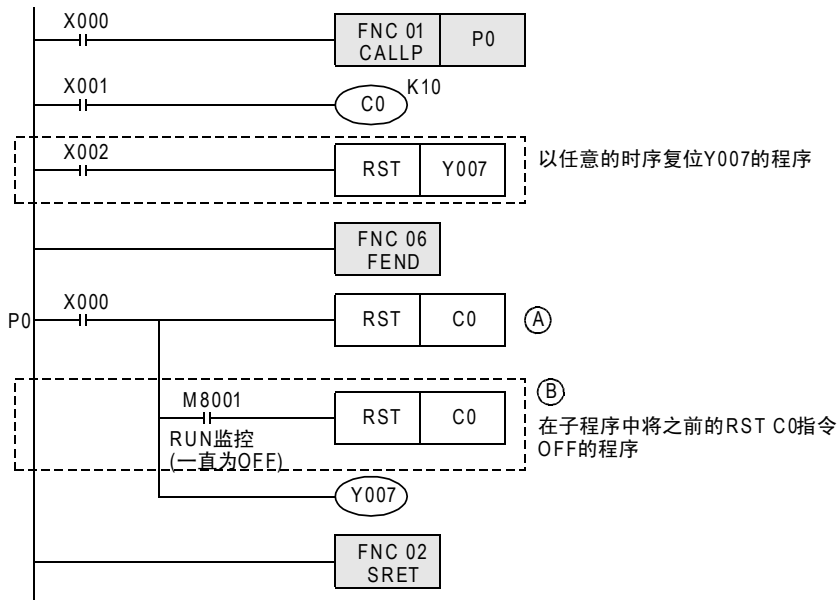 X000
FNC 01
CALLP
P0
X001
C0
K10
X002
RST
Y007
以任意的时序复位Y007的程序
FNC 06
FEND
P0
X000
RST
C0
A
B
M8001
RST
C0
RUN监控
(一直为OFF)
在子程序中将之前的RST C0指令
OFF的程序
Y007
FNC 02
SRET